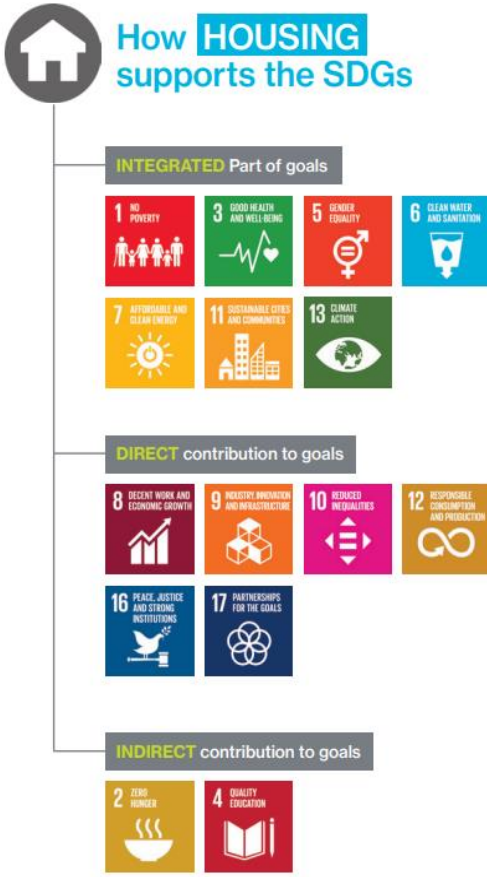 How HOUSING
supports the SDGs
INTEGRATED Part of goals
1 NO
POVERTY
3 GOOD HEALTH
AND WELL-BEING
5 GENDER
EQUALITY
6 CLEAN WATER
AND SANITATION
7 AFFORDABLE AND
CLEAN ENERGY
11 SUSTAINABLE CITIES
AND COMMUNITIES
13 CLIMATE
ACTION
DIRECT contribution to goals
8 DECENT WORK AND
ECONOMIC GROWTH
9 INDUSTRY, INNOVATION
AND INFRASTRUCTURE
10 REDUCED
INEQUALITIES
12 RESPONSIBLE
CONSUMPTION
AND PRODUCTION
16 PEACE, JUSTICE
AND STRONG
INSTITUTIONS
17 PARTNERSHIPS
FOR THE GOALS
INDIRECT contribution to goals
2 ZERO
HUNGER
4 QUALITY
EDUCATION